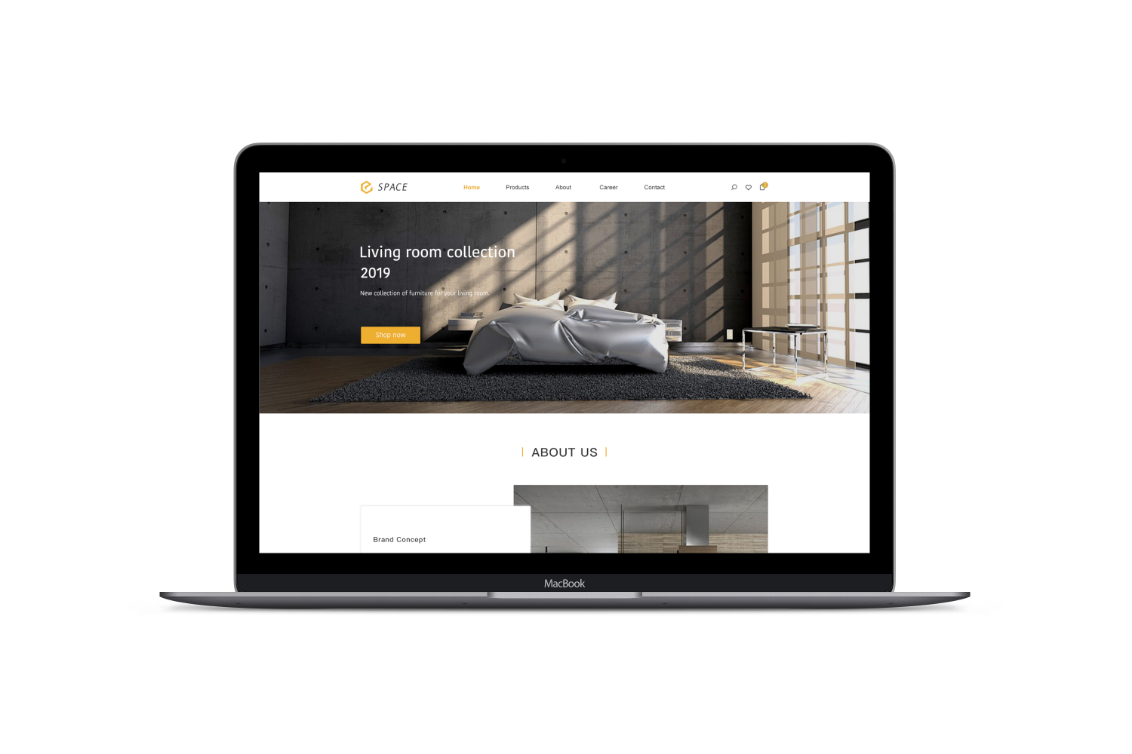 SPACE
Home Products About Career Contact
Living room collection
2019
New collection of furniture for your living room.
Shop now
ABOUT US
Brand Concept
MacBook